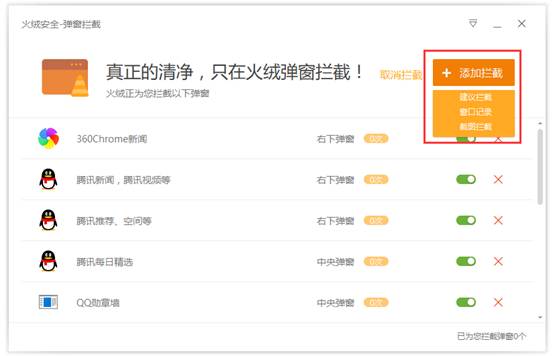 火绒安全-弹窗拦截
真正的清净，只在火绒弹窗拦截！
取消拦截
+ 添加拦截
火绒正为您拦截以下弹窗
建议拦截
窗口记录
截图拦截
360Chrome新闻 右下弹窗 0次
腾讯新闻，腾讯视频等 右下弹窗 0次
腾讯推荐、空间等 右下弹窗 0次
腾讯每日精选 中央弹窗 0次
QQ勋章墙 中央弹窗 0次
已为您拦截弹窗0个